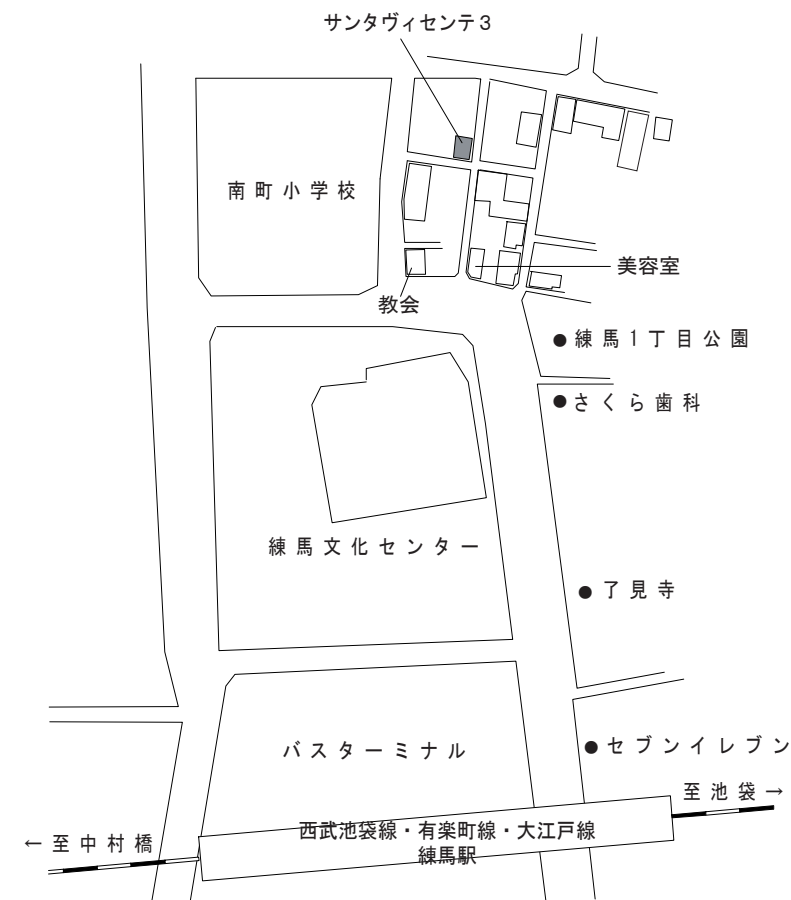 サンタヴィセンテ3
南町小学校
美容室
教会
練馬1丁目公園
さくら歯科
練馬文化センター
了見寺
セブンイレブン
バスターミナル
至池袋→
西武池袋線・有楽町線・大江戸線
練馬駅
←至中村橋